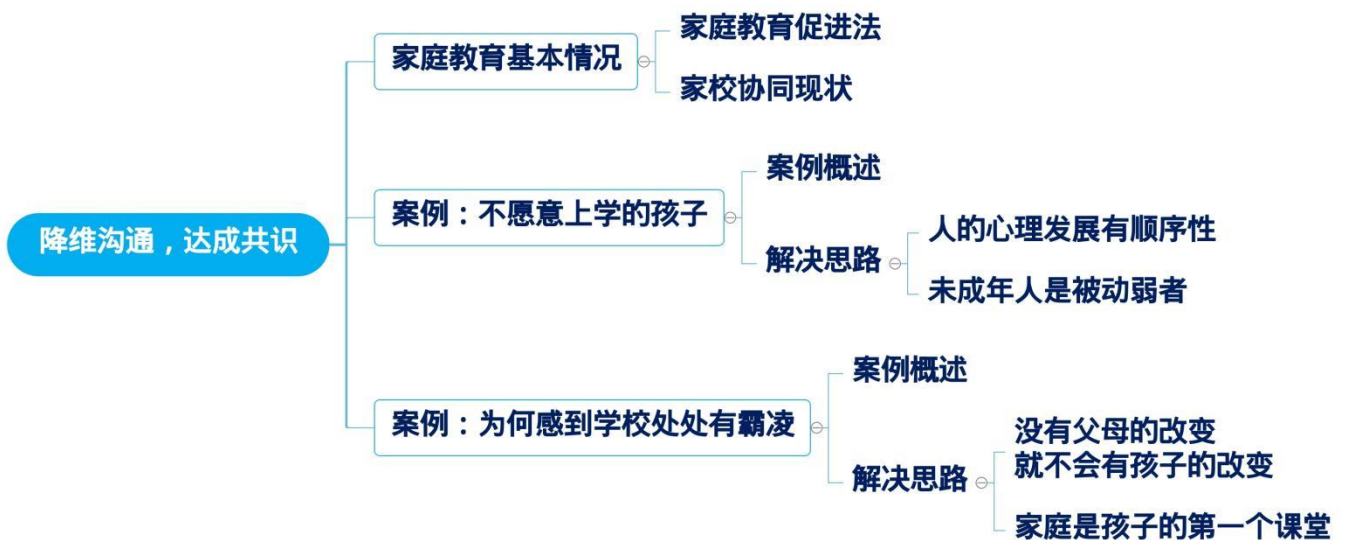 降维沟通，达成共识
家庭教育基本情况
家庭教育促进法
家校协同现状
案例：不愿意上学的孩子
案例概述
解决思路
人的心理发展有顺序性
未成年人是被动弱者
案例：为何感到学校处处有霸凌
案例概述
解决思路
没有父母的改变
就不会有孩子的改变
家庭是孩子的第一个课堂